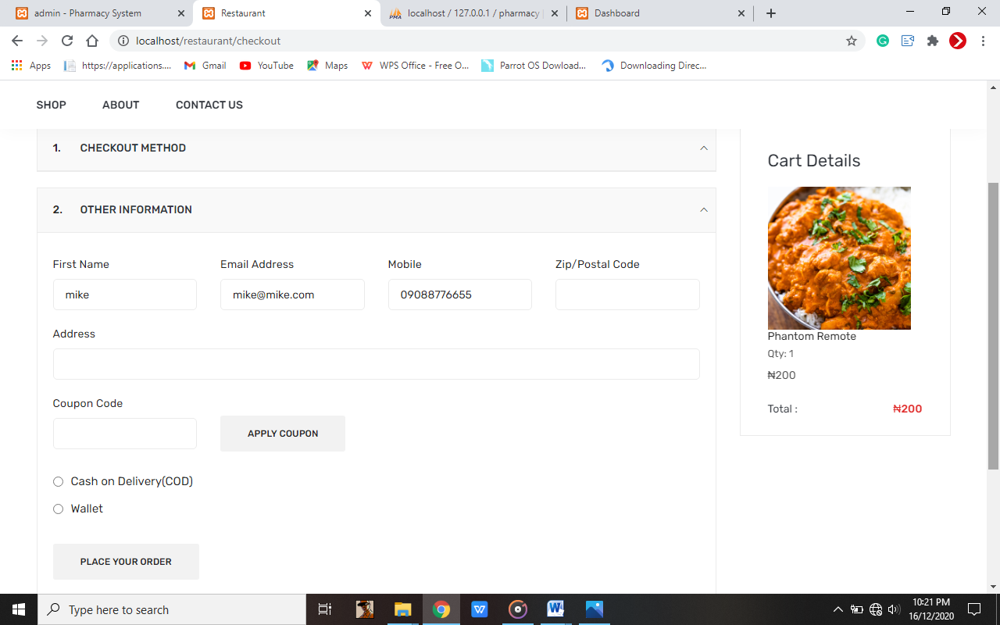 admin - Pharmacy System
Restaurant
localhost / 127.0.0.1 / pharmacy
Dashboard
localhost/restaurant/checkout
Apps
https://applications....
Gmail
YouTube
Maps
WPS Office - Free O...
Parrot OS Dowload...
Downloading Direc...
SHOP
ABOUT
CONTACT US
1. CHECKOUT METHOD
2. OTHER INFORMATION
First Name
Email Address
Mobile
Zip/Postal Code
mike
mike@mike.com
09088776655
Address
Coupon Code
APPLY COUPON
Cash on Delivery(COD)
Wallet
PLACE YOUR ORDER
Cart Details
Phantom Remote
Qty: 1
₦200
Total : ₦200
Type here to search
10:21 PM
16/12/2020